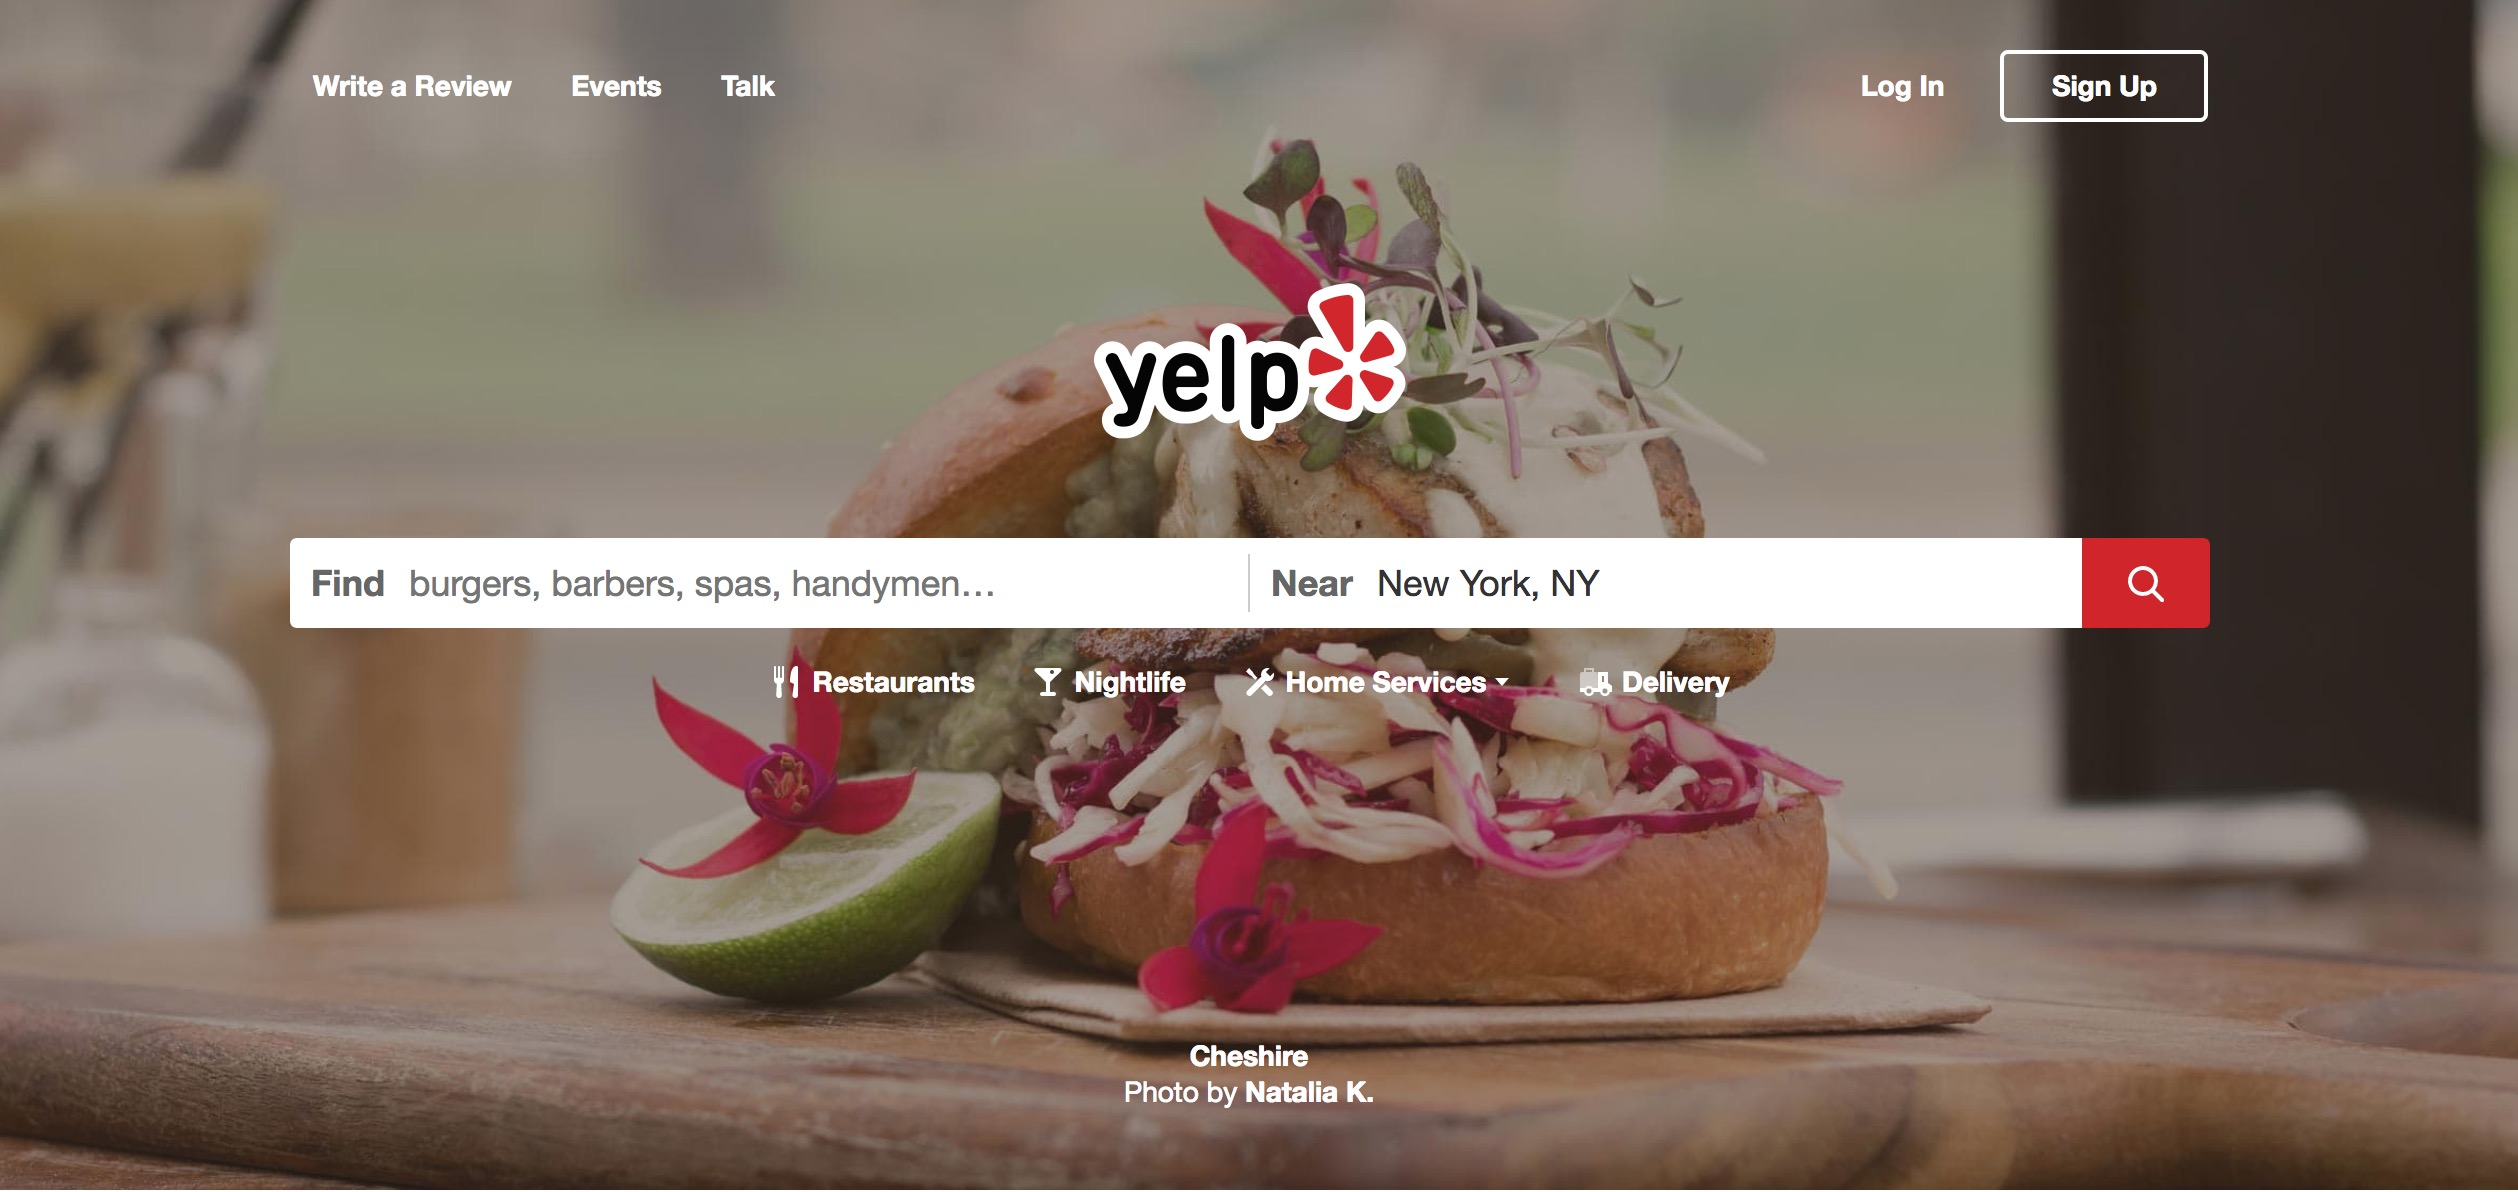 Write a Review Events Talk Log In Sign Up
yelp
Find burgers, barbers, spas, handymen… Near New York, NY
Restaurants Nightlife Home Services Delivery
Cheshire
Photo by Natalia K.